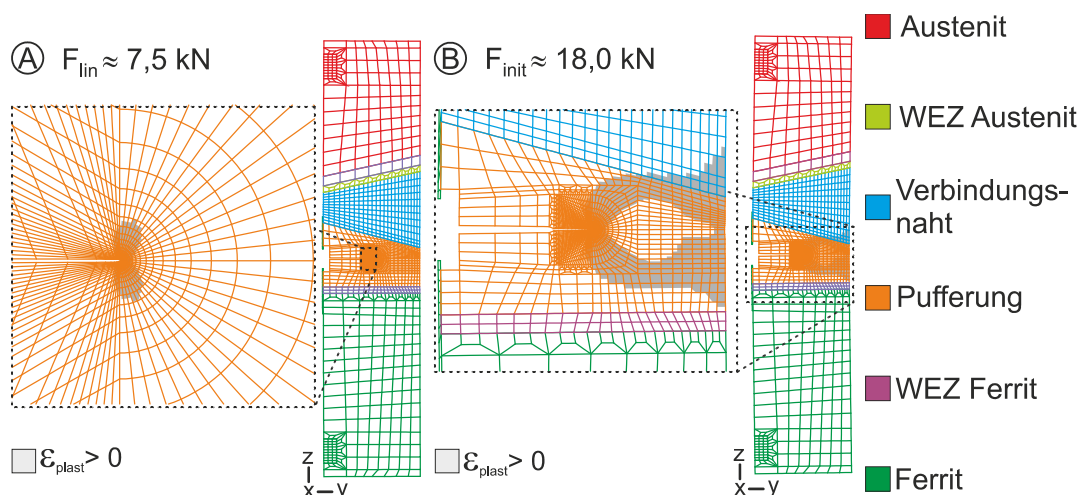 A F_lin ≈ 7,5 kN
B F_init ≈ 18,0 kN
ε_plast > 0
z
x y
ε_plast > 0
z
x y
Austenit
WEZ Austenit
Verbindungs-
naht
Pufferung
WEZ Ferrit
Ferrit